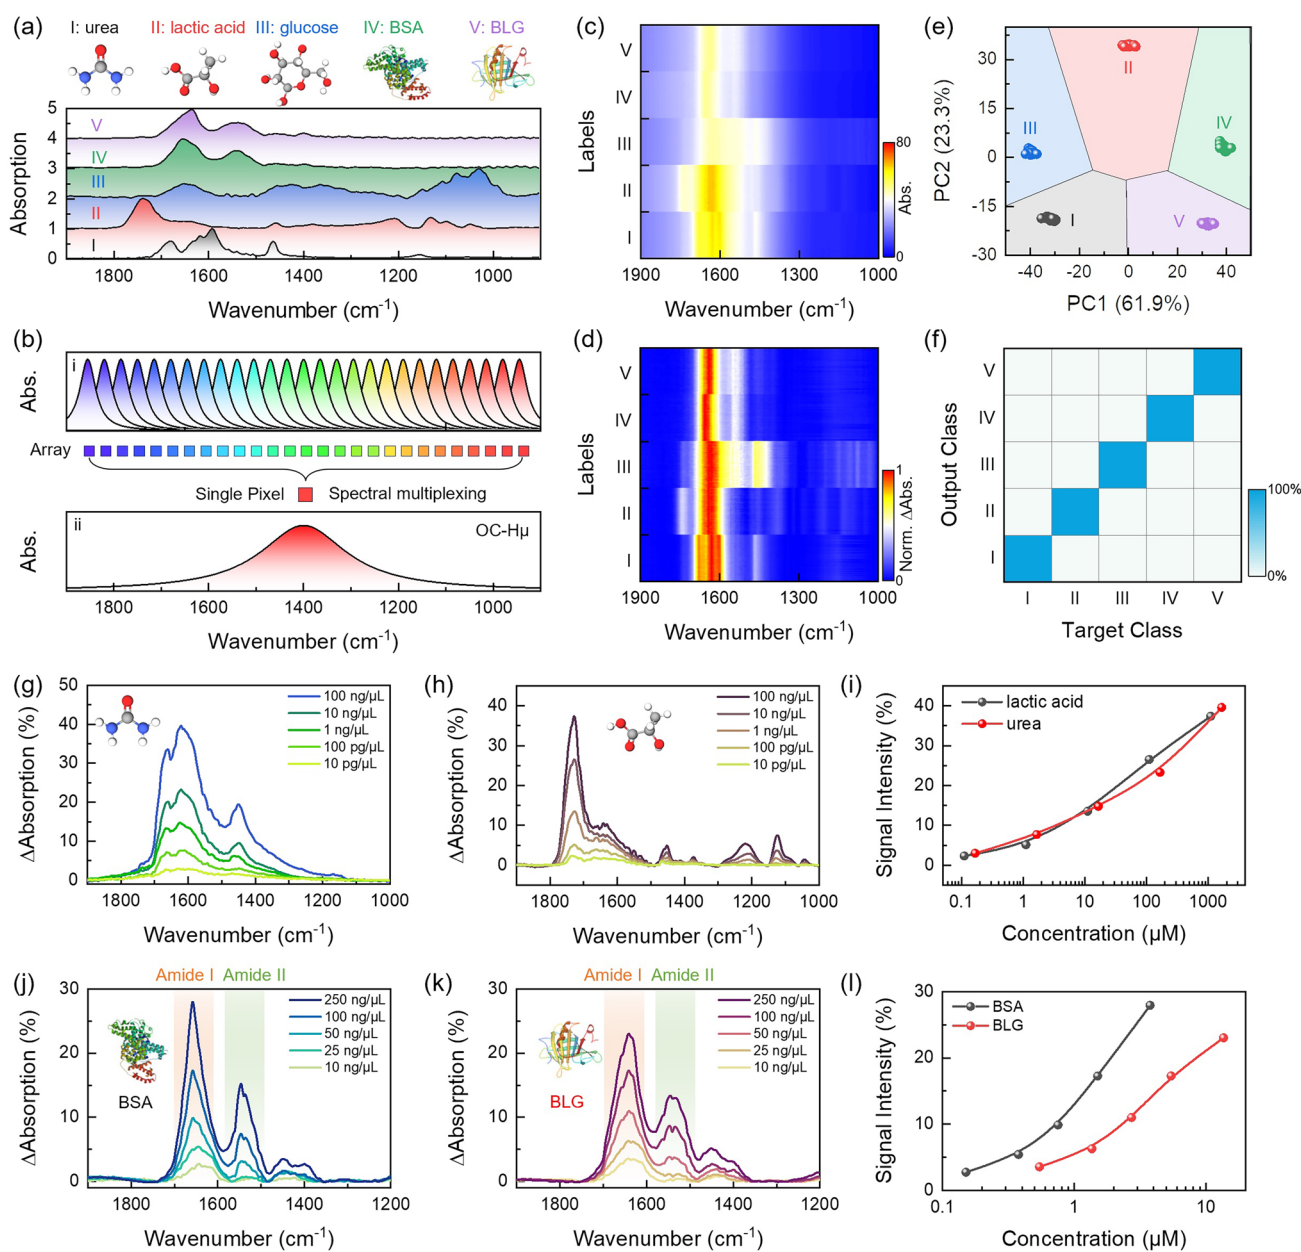 (a)
I: urea
II: lactic acid
III: glucose
IV: BSA
V: BLG
Absorption
5
4
3
2
1
0
V
IV
III
II
I
1800
1600
1400
1200
1000
Wavenumber (cm⁻¹)
(b)
i
Abs.
Array
Single Pixel
Spectral multiplexing
ii
OC-Hμ
Abs.
1800
1600
1400
1200
1000
Wavenumber (cm⁻¹)
(c)
Labels
V
IV
III
II
I
80
Abs.
0
1900
1600
1300
1000
Wavenumber (cm⁻¹)
(d)
Labels
V
IV
III
II
I
1
Norm. ΔAbs.
0
1900
1600
1300
1000
Wavenumber (cm⁻¹)
(e)
PC2 (23.3%)
30
15
0
-15
-30
II
III
IV
I
V
-40
-20
0
20
40
PC1 (61.9%)
(f)
Output Class
V
IV
III
II
I
100%
0%
I
II
III
IV
V
Target Class
(g)
ΔAbsorption (%)
50
40
30
20
10
0
100 ng/μL
10 ng/μL
1 ng/μL
100 pg/μL
10 pg/μL
1800
1600
1400
1200
1000
Wavenumber (cm⁻¹)
(h)
ΔAbsorption (%)
40
30
20
10
0
100 ng/μL
10 ng/μL
1 ng/μL
100 pg/μL
10 pg/μL
1800
1600
1400
1200
1000
Wavenumber (cm⁻¹)
(i)
Signal Intensity (%)
40
30
20
10
0
lactic acid
urea
0.1
1
10
100
1000
Concentration (μM)
(j)
Amide I
Amide II
ΔAbsorption (%)
30
20
10
0
250 ng/μL
100 ng/μL
50 ng/μL
25 ng/μL
10 ng/μL
BSA
1800
1600
1400
1200
Wavenumber (cm⁻¹)
(k)
Amide I
Amide II
ΔAbsorption (%)
30
20
10
0
250 ng/μL
100 ng/μL
50 ng/μL
25 ng/μL
10 ng/μL
BLG
1800
1600
1400
1200
Wavenumber (cm⁻¹)
(l)
Signal Intensity (%)
30
20
10
0
BSA
BLG
0.1
1
10
Concentration (μM)